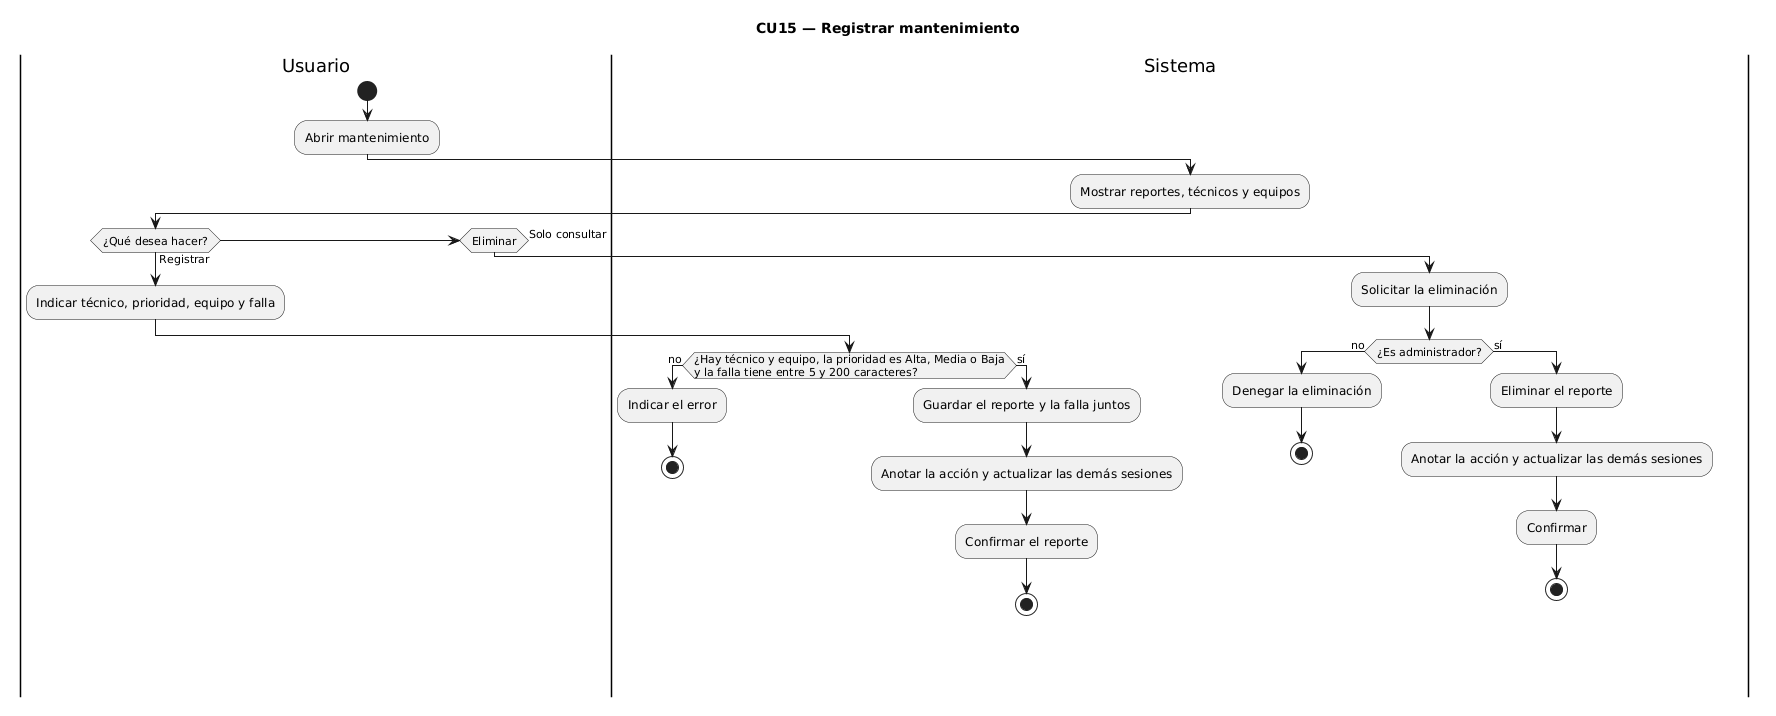 CU15 — Registrar mantenimiento
Usuario
Sistema
Abrir mantenimiento
Mostrar reportes, técnicos y equipos
¿Qué desea hacer?
Eliminar
Solo consultar
Registrar
Indicar técnico, prioridad, equipo y falla
Solicitar la eliminación
no
¿Hay técnico y equipo, la prioridad es Alta, Media o Baja
y la falla tiene entre 5 y 200 caracteres?
sí
no
¿Es administrador?
sí
Indicar el error
Guardar el reporte y la falla juntos
Denegar la eliminación
Eliminar el reporte
Anotar la acción y actualizar las demás sesiones
Anotar la acción y actualizar las demás sesiones
Confirmar el reporte
Confirmar